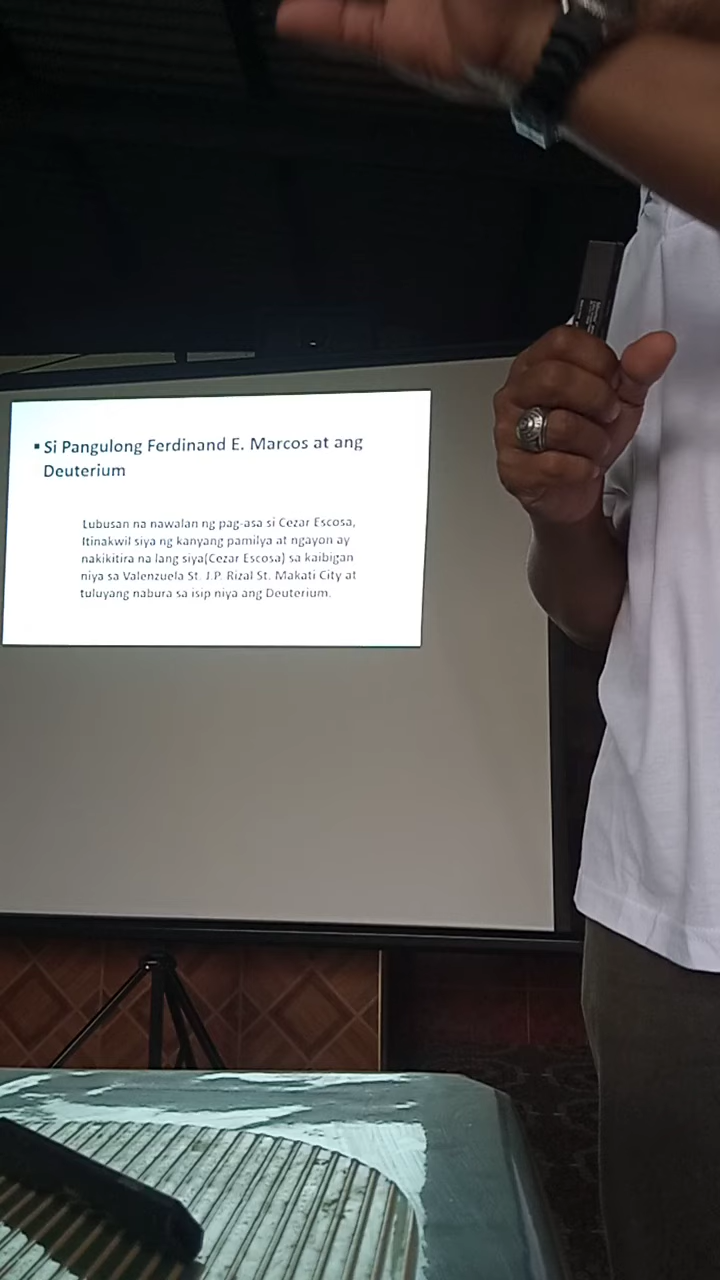 ▪ Si Pangulong Ferdinand E. Marcos at ang
Deuterium
Lubusan na nawalan ng pag-asa si Cezar Escosa,
Itinakwil siya ng kanyang pamilya at ngayon ay
nakikitira na lang siya(Cezar Escosa) sa kaibigan
niya sa Valenzuela St. J.P. Rizal St. Makati City at
tuluyang nabura sa isip niya ang Deuterium.